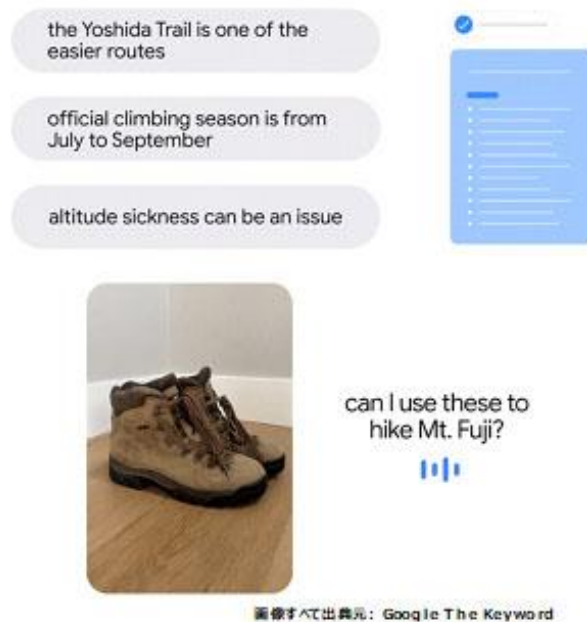 the Yoshida Trail is one of the
easier routes
official climbing season is from
July to September
altitude sickness can be an issue
can I use these to
hike Mt. Fuji?
画像すべて出典元: Google The Keyword